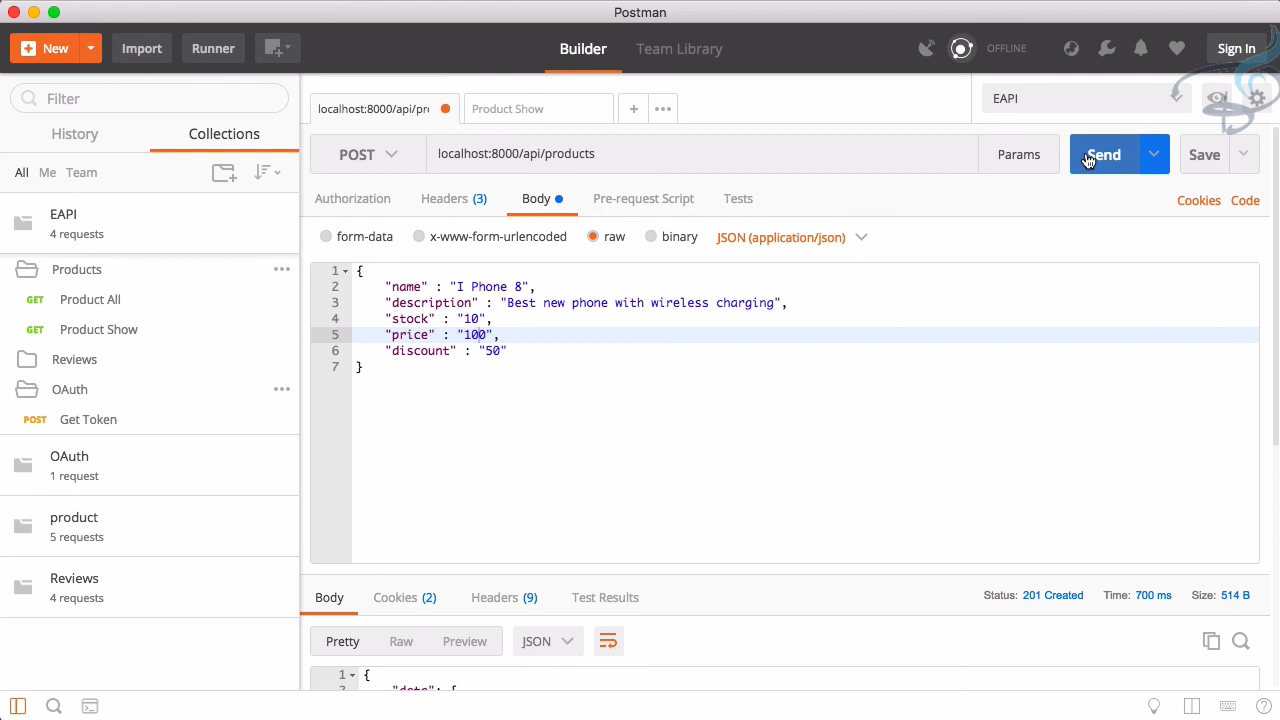 Postman
New
Import
Runner
Builder
Team Library
OFFLINE
Sign In
Filter
History
Collections
All Me Team
EAPI
4 requests
Products
GET Product All
GET Product Show
Reviews
OAuth
POST Get Token
OAuth
1 request
product
5 requests
Reviews
4 requests
localhost:8000/api/pr
Product Show
EAPI
POST
localhost:8000/api/products
Params
Send
Save
Authorization
Headers (3)
Body
Pre-request Script
Tests
Cookies
Code
form-data
x-www-form-urlencoded
raw
binary
JSON (application/json)
1 {
2 "name" : "I Phone 8",
3 "description" : "Best new phone with wireless charging",
4 "stock" : "10",
5 "price" : "100",
6 "discount" : "50"
7 }
Body
Cookies (2)
Headers (9)
Test Results
Status: 201 Created
Time: 700 ms
Size: 514 B
Pretty
Raw
Preview
JSON
1 {
2 "data": {